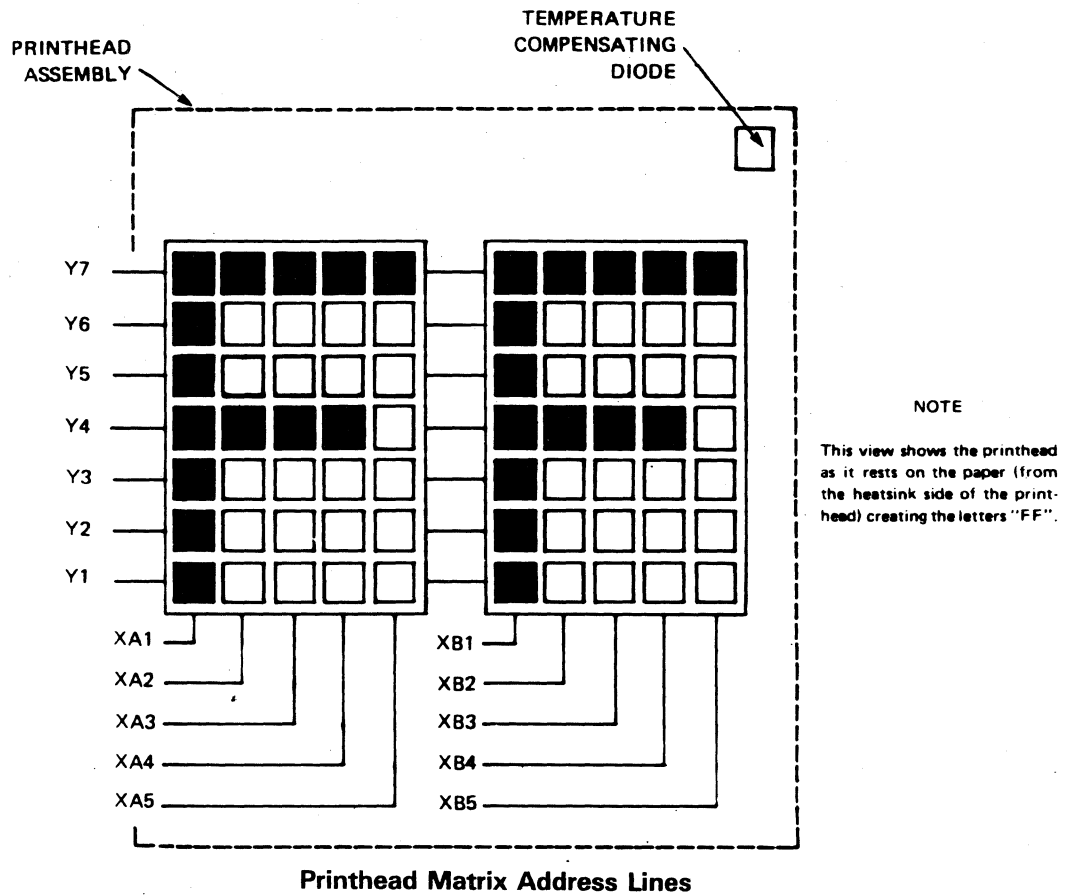 TEMPERATURE
COMPENSATING
DIODE
PRINTHEAD
ASSEMBLY
Y7
Y6
Y5
Y4
Y3
Y2
Y1
XA1
XA2
XA3
XA4
XA5
XB1
XB2
XB3
XB4
XB5
NOTE
This view shows the printhead
as it rests on the paper (from
the heatsink side of the print-
head) creating the letters "FF".
Printhead Matrix Address Lines